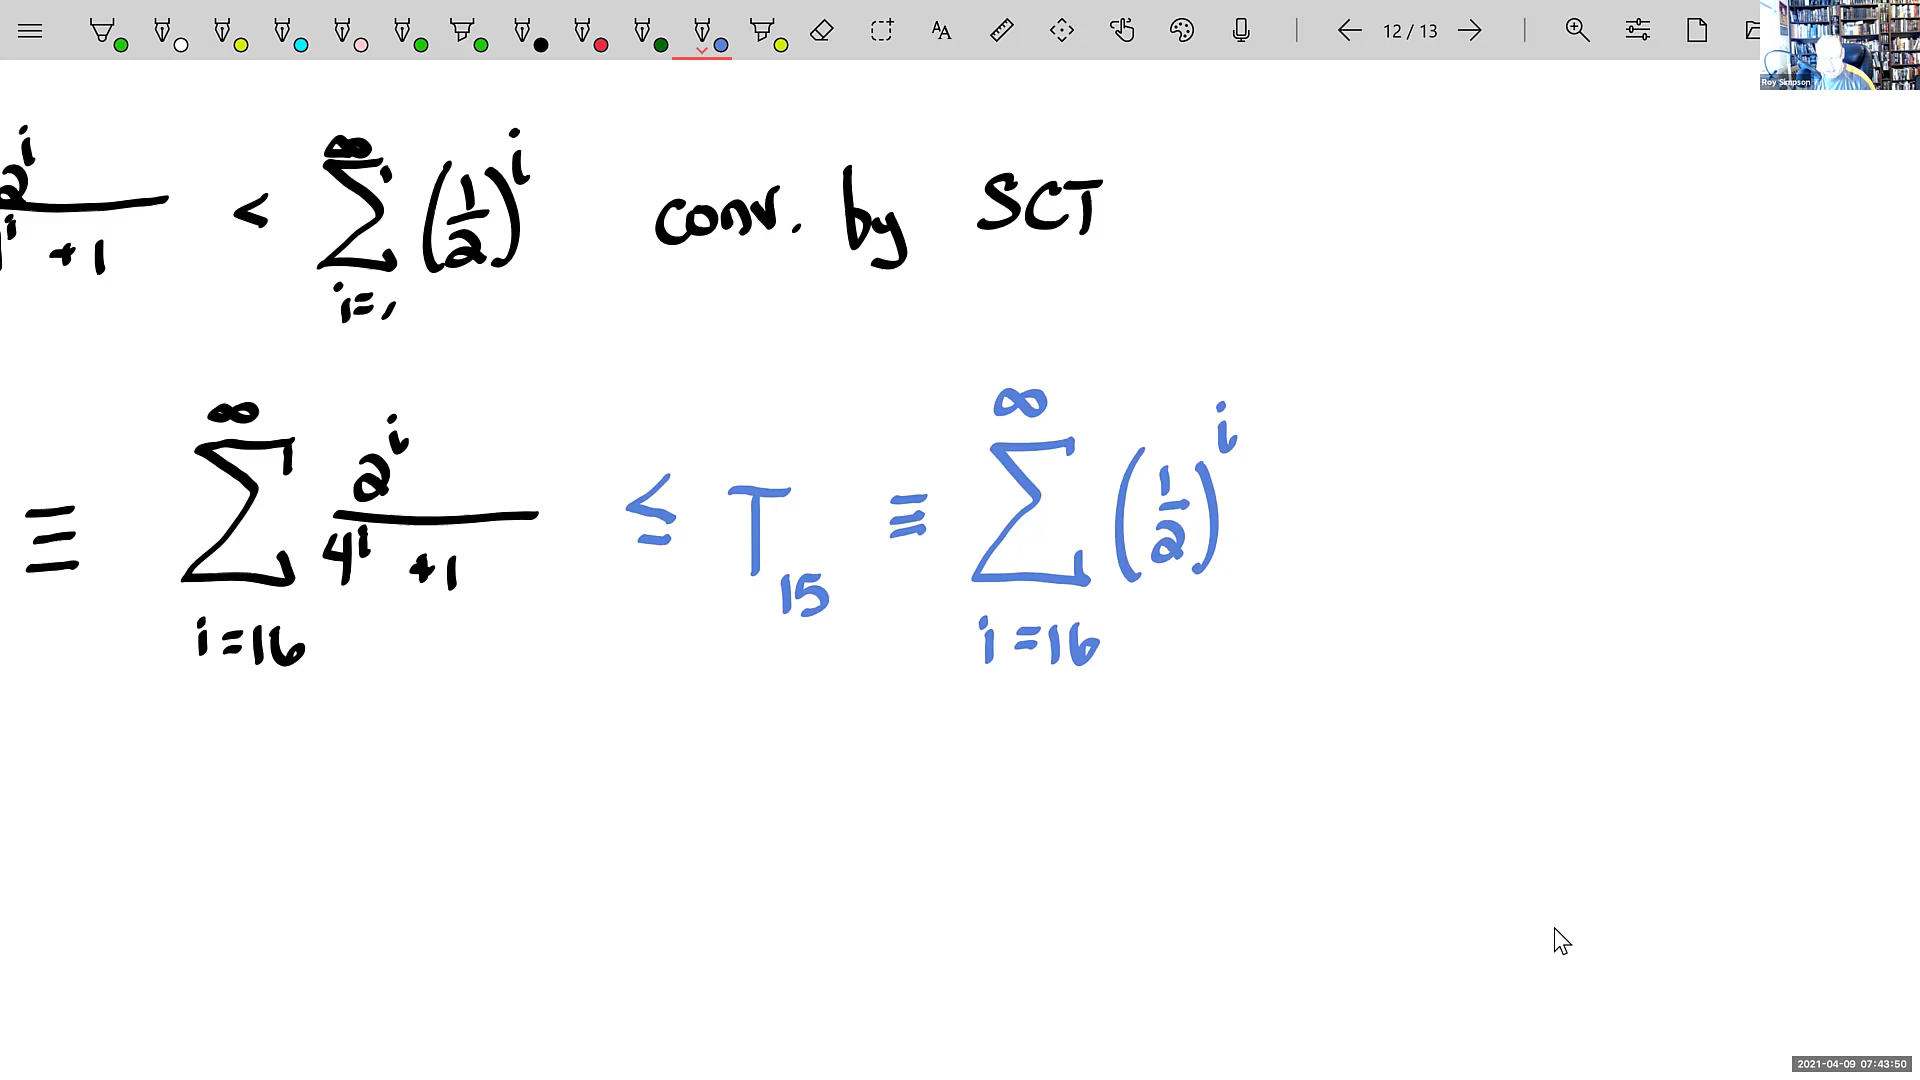 12 / 13
Roy Simpson
2^i / 4^i + 1 < ∞ ∑ i=1 (1/2)^i conv. by SCT
≡ ∞ ∑ i=16 2^i / 4^i + 1 ≤ T_15 ≡ ∞ ∑ i=16 (1/2)^i
2021-04-09 07:43:50